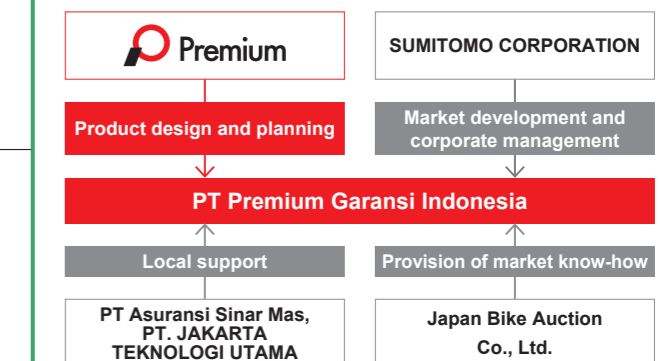 Premium
SUMITOMO CORPORATION
Product design and planning
Market development and
corporate management
PT Premium Garansi Indonesia
Local support
Provision of market know-how
PT Asuransi Sinar Mas,
PT. JAKARTA
TEKNOLOGI UTAMA
Japan Bike Auction
Co., Ltd.